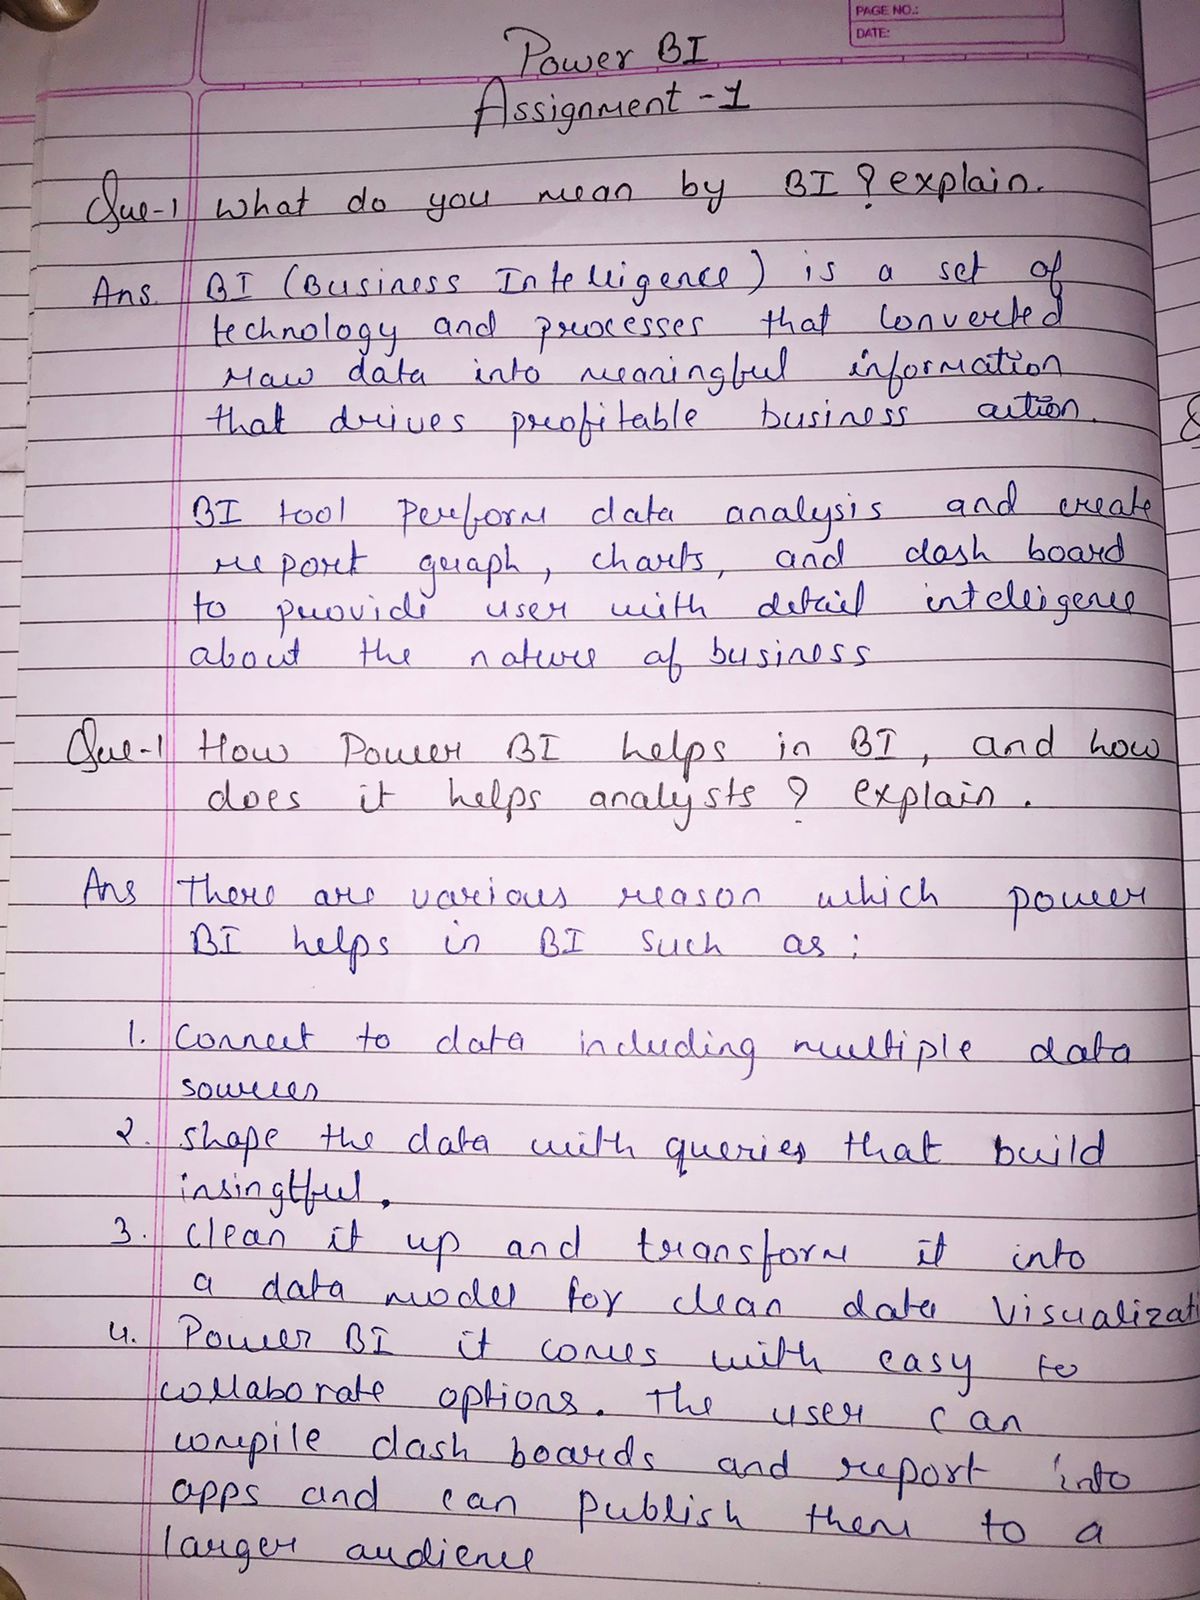 PAGE NO.:
DATE:
Power BI
Assignment - 1
Que-1 What do you mean by BI ? explain.
Ans. BI (Business Intelligence) is a set of
technology and processes that converted
raw data into meaningful information
that drives profitable business action.
BI tool Perform data analysis and create
report graph, charts, and dash board
to provide user with detail intelligence
about the nature of business
Que-1 How Power BI helps in BI, and how
does it helps analysts ? explain.
Ans There are various reason which power
BI helps in BI such as :
1. Connect to data including multiple data
sources
2. shape the data with queries that build
insingtful.
3. clean it up and transform it into
a data model for clean data visualizati
4. Power BI it comes with easy to
collaborate options. The user can
compile dash boards and report into
apps and can Publish them to a
larger audience